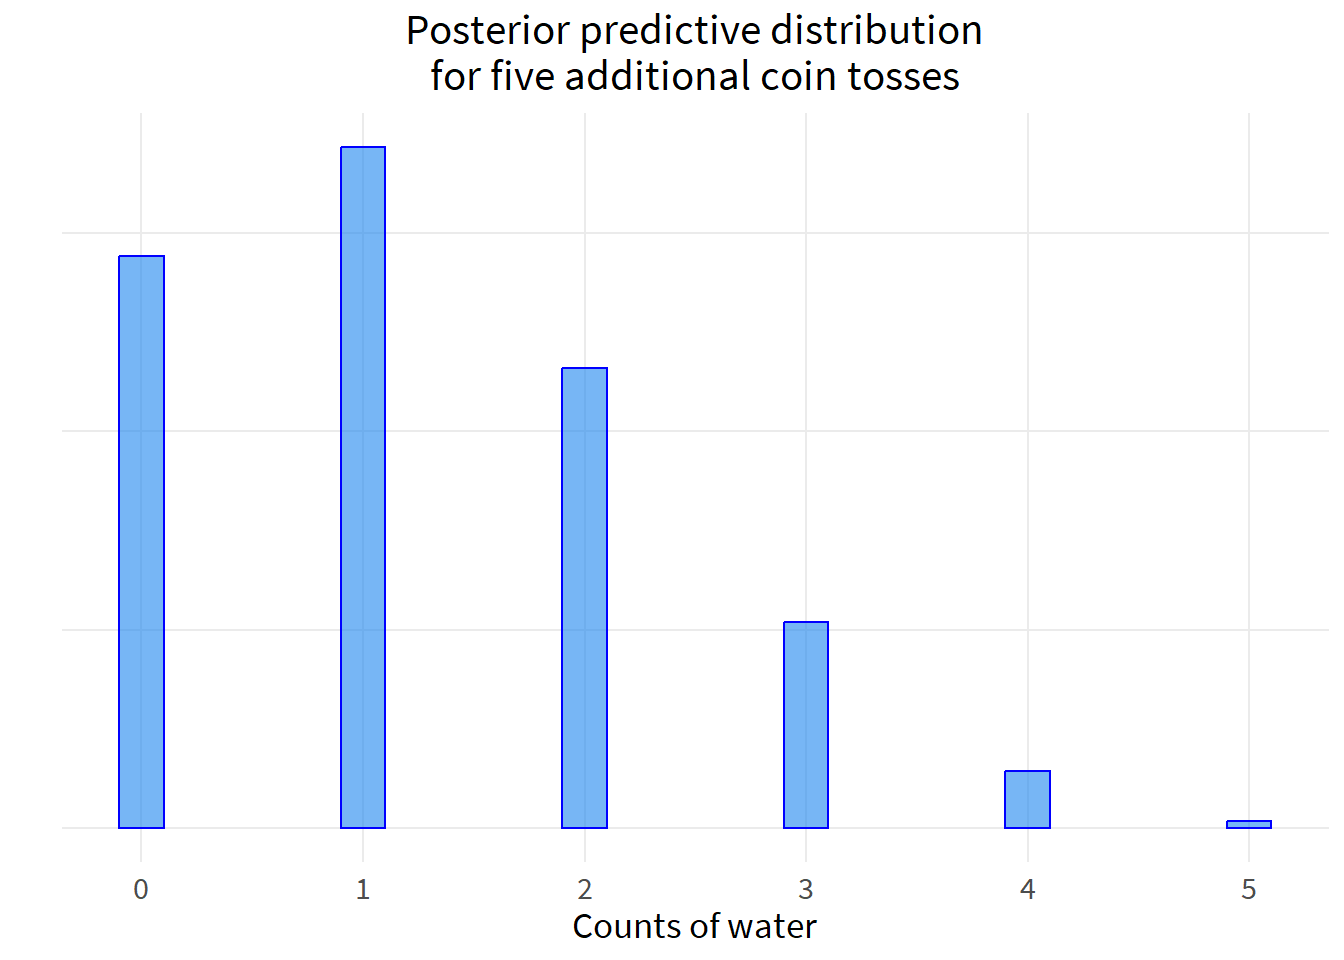 Posterior predictive distribution
for five additional coin tosses
0 1 2 3 4 5
Counts of water